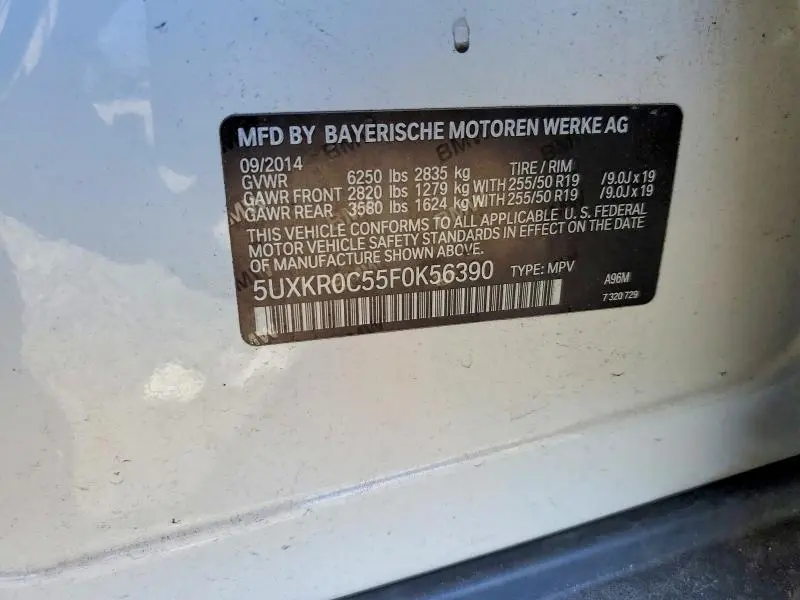 MFD BY BAYERISCHE MOTOREN WERKE AG
09/2014 TIRE / RIM
GVWR 6250 lbs 2835 kg
GAWR FRONT 2820 lbs 1279 kg WITH 255/50 R19 /9.0J x 19
GAWR REAR 3580 lbs 1624 kg WITH 255/50 R19 /9.0J x 19
THIS VEHICLE CONFORMS TO ALL APPLICABLE U. S. FEDERAL
MOTOR VEHICLE SAFETY STANDARDS IN EFFECT ON THE DATE
OF MANUFACTURE SHOWN ABOVE.
5UXKR0C55F0K56390 TYPE: MPV A96M
7 320 729